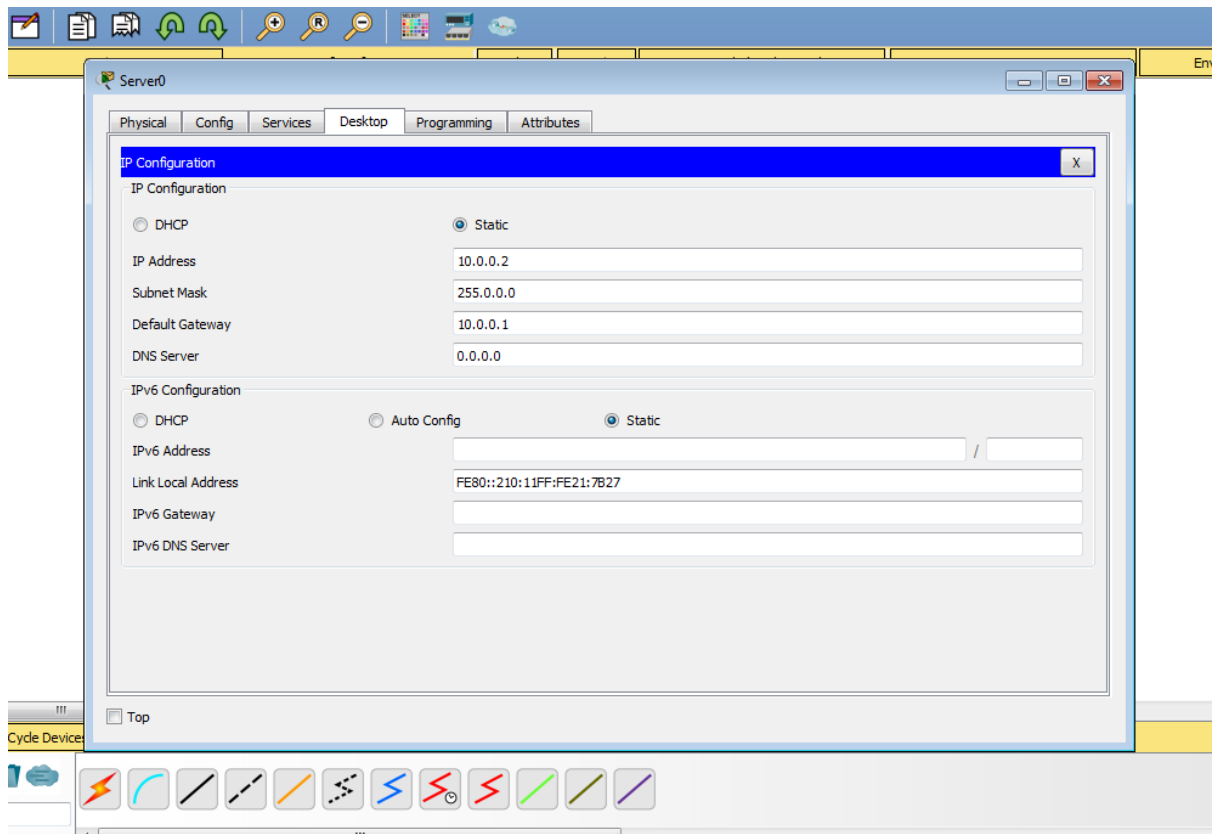 Env
Server0
Physical Config Services Desktop Programming Attributes
IP Configuration X
IP Configuration
DHCP Static
IP Address 10.0.0.2
Subnet Mask 255.0.0.0
Default Gateway 10.0.0.1
DNS Server 0.0.0.0
IPv6 Configuration
DHCP Auto Config Static
IPv6 Address /
Link Local Address FE80::210:11FF:FE21:7B27
IPv6 Gateway
IPv6 DNS Server
Top
Cycle Devices